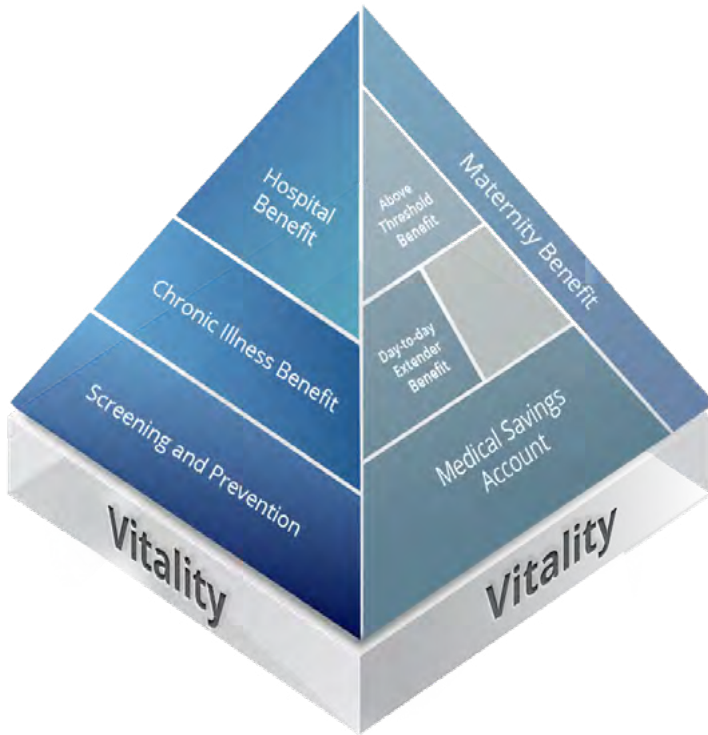 Hospital
Benefit
Chronic Illness Benefit
Screening and Prevention
Maternity Benefit
Above
Threshold
Benefit
Day-to-day
Extender
Benefit
Medical Savings
Account
Vitality
Vitality